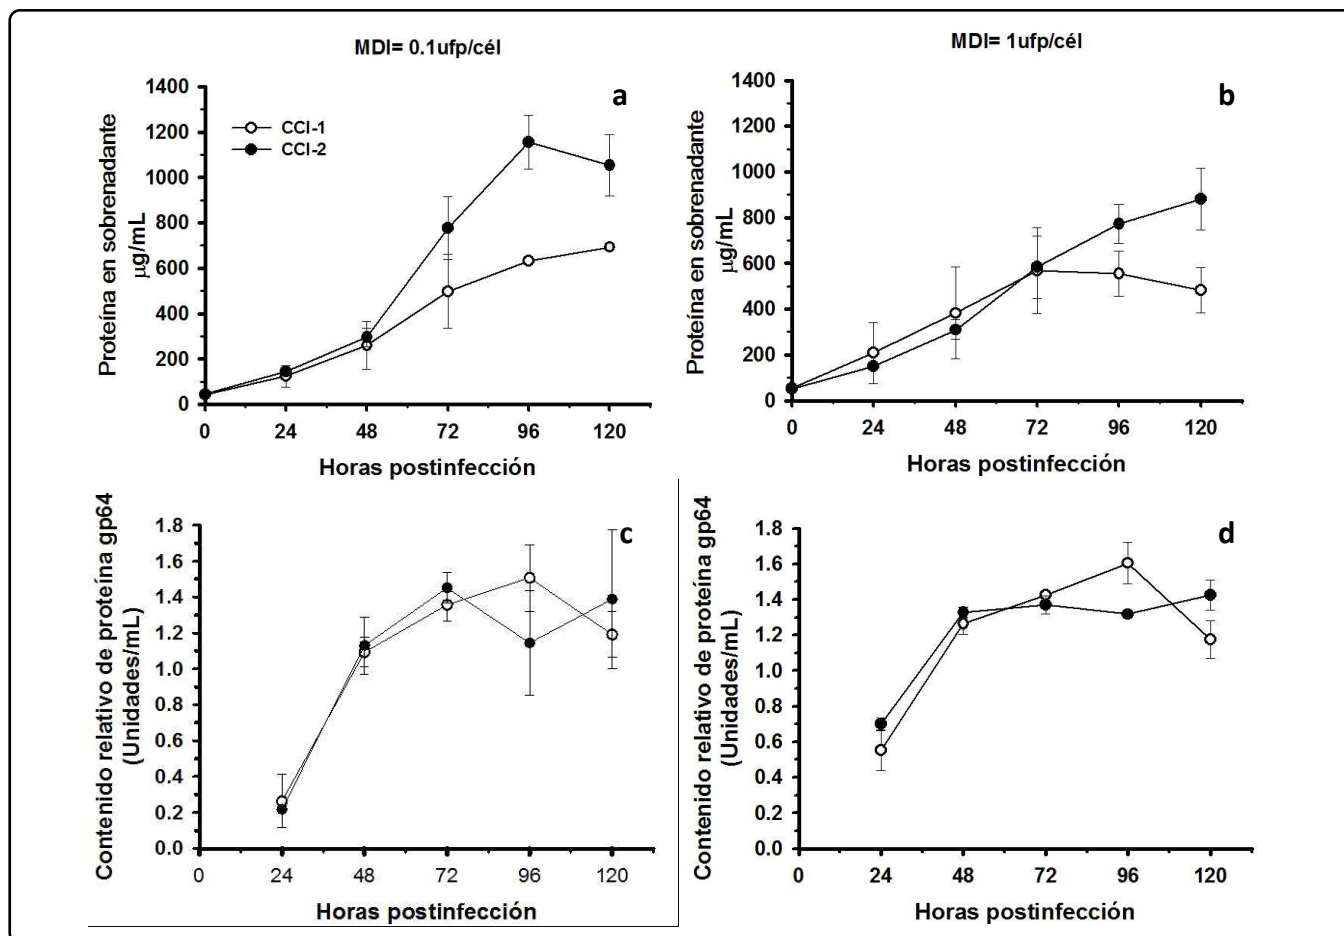 MDI= 0.1ufp/cél
a
Proteína en sobrenadante
µg/mL
1400
1200
1000
800
600
400
200
0
CCI-1
CCI-2
0 24 48 72 96 120
Horas postinfección
MDI= 1ufp/cél
b
Proteína en sobrenadante
µg/mL
1400
1200
1000
800
600
400
200
0
0 24 48 72 96 120
Horas postinfección
c
Contenido relativo de proteína gp64
(Unidades/mL)
1.8
1.6
1.4
1.2
1.0
0.8
0.6
0.4
0.2
0.0
0 24 48 72 96 120
Horas postinfección
d
Contenido relativo de proteína gp64
(Unidades/mL)
1.8
1.6
1.4
1.2
1.0
0.8
0.6
0.4
0.2
0.0
0 24 48 72 96 120
Horas postinfección